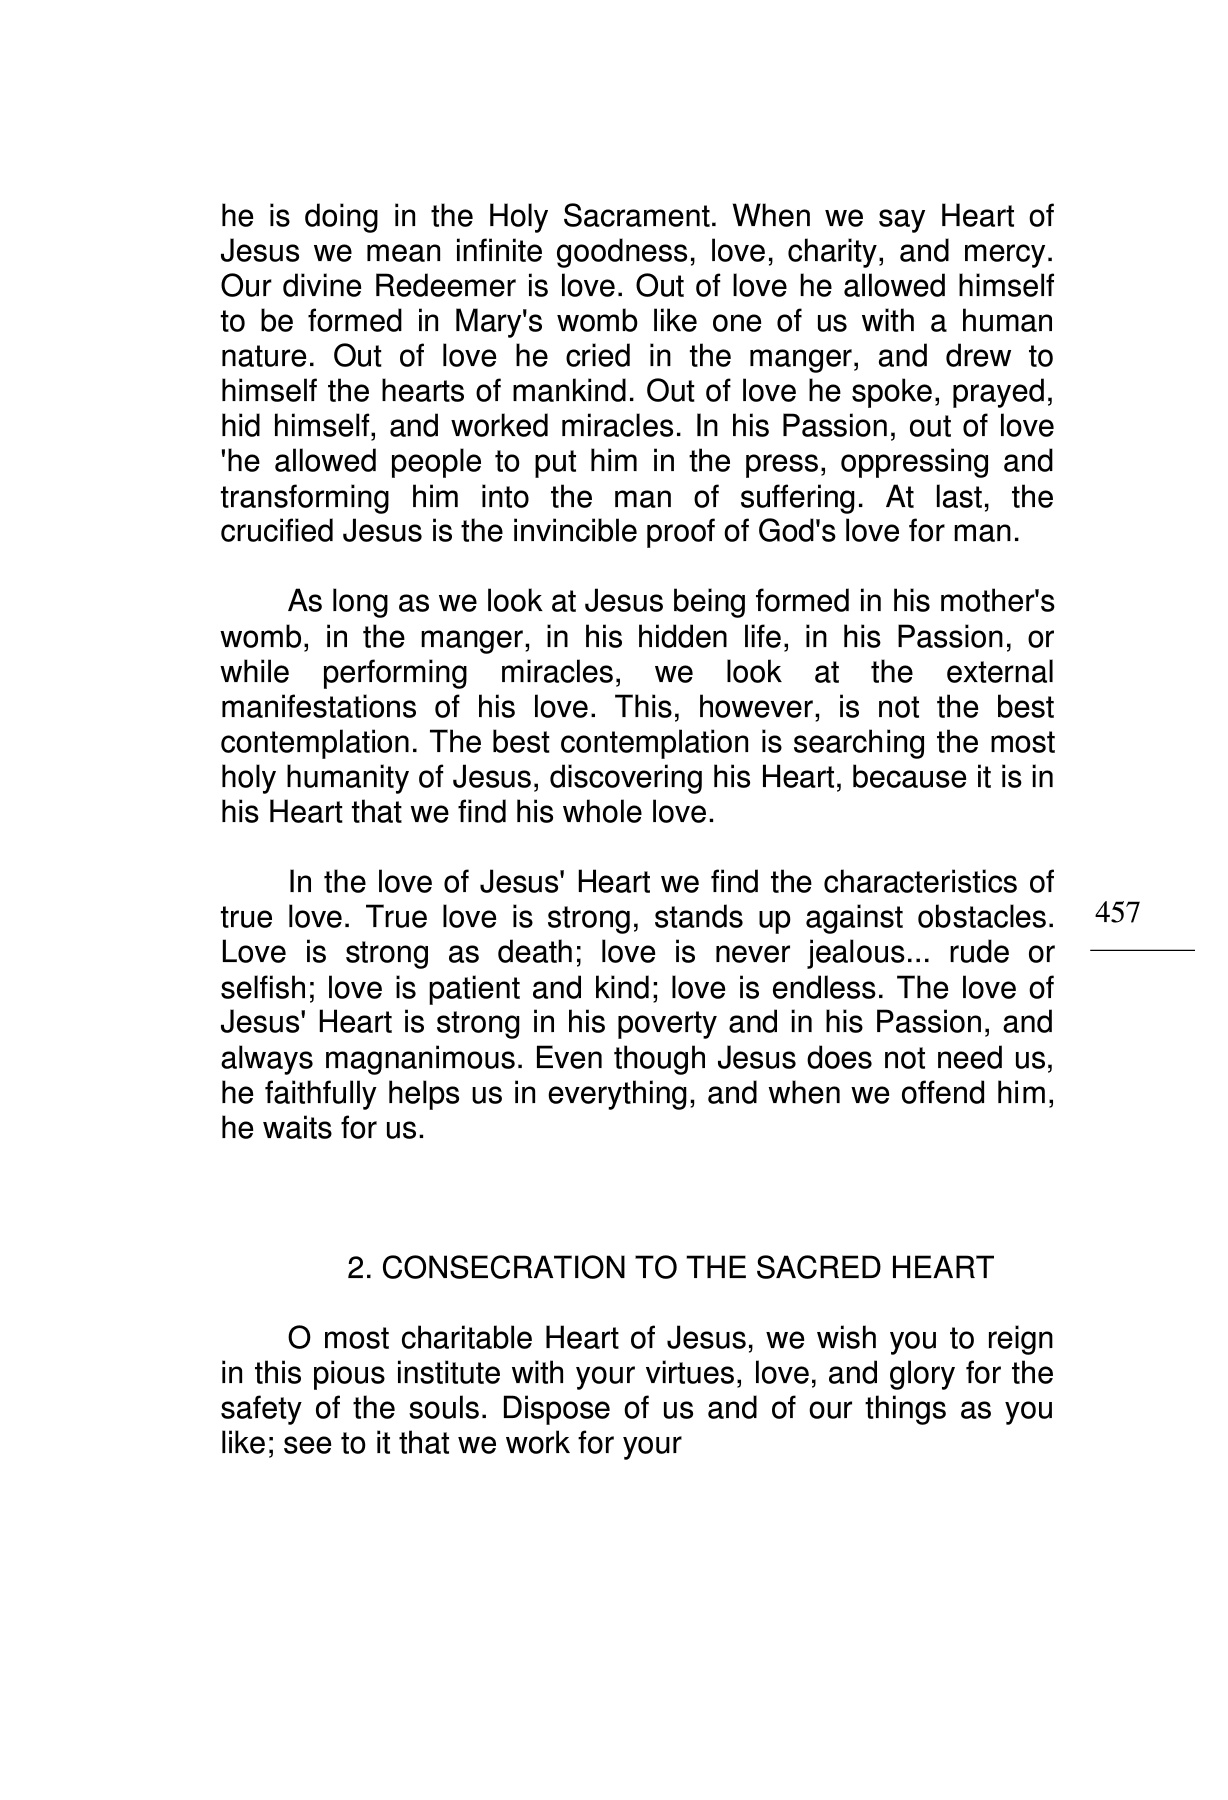 he is doing in the Holy Sacrament. When we say Heart of
Jesus we mean infinite goodness, love, charity, and mercy.
Our divine Redeemer is love. Out of love he allowed himself
to be formed in Mary's womb like one of us with a human
nature. Out of love he cried in the manger, and drew to
himself the hearts of mankind. Out of love he spoke, prayed,
hid himself, and worked miracles. In his Passion, out of love
'he allowed people to put him in the press, oppressing and
transforming him into the man of suffering. At last, the
crucified Jesus is the invincible proof of God's love for man.
As long as we look at Jesus being formed in his mother's
womb, in the manger, in his hidden life, in his Passion, or
while performing miracles, we look at the external
manifestations of his love. This, however, is not the best
contemplation. The best contemplation is searching the most
holy humanity of Jesus, discovering his Heart, because it is in
his Heart that we find his whole love.
In the love of Jesus' Heart we find the characteristics of
true love. True love is strong, stands up against obstacles.
Love is strong as death; love is never jealous... rude or
selfish; love is patient and kind; love is endless. The love of
Jesus' Heart is strong in his poverty and in his Passion, and
always magnanimous. Even though Jesus does not need us,
he faithfully helps us in everything, and when we offend him,
he waits for us.
457
2. CONSECRATION TO THE SACRED HEART
O most charitable Heart of Jesus, we wish you to reign
in this pious institute with your virtues, love, and glory for the
safety of the souls. Dispose of us and of our things as you
like; see to it that we work for your